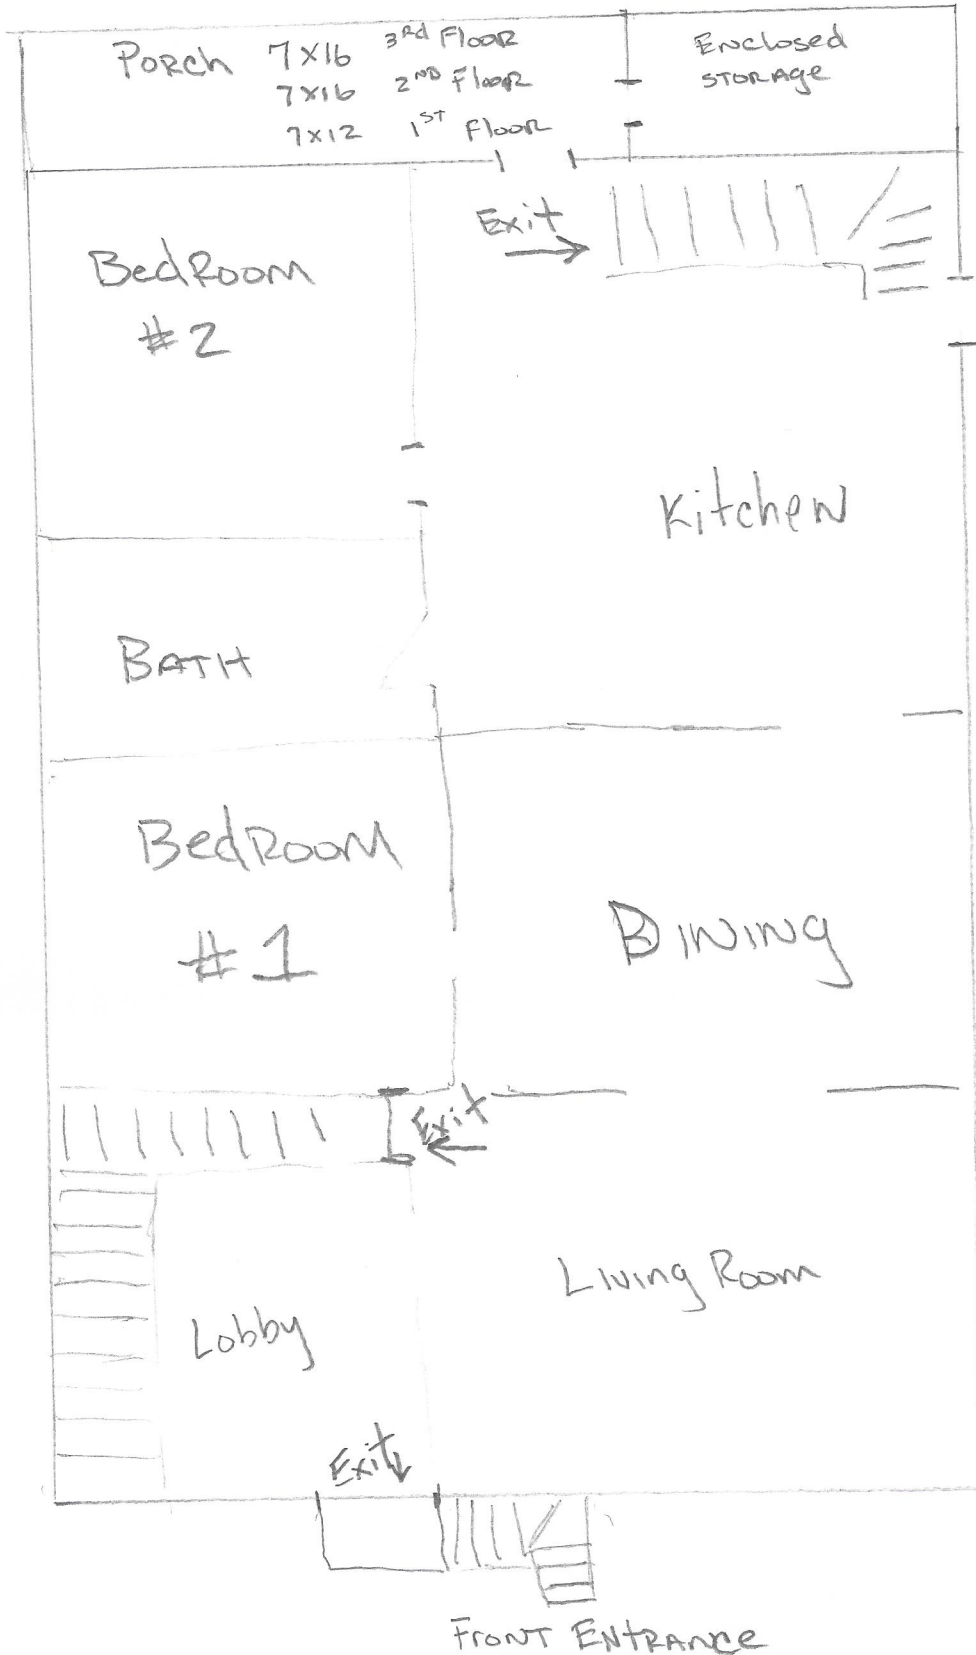 Porch 7x16 3rd Floor
7x16 2ND Floor
7x12 1ST Floor
Enclosed
STORAge
Exit
BedRoom
#2
Kitchen
BATH
BedRoom
#1
Dining
Exit
Living Room
Lobby
Exit
FRONT ENtRANce